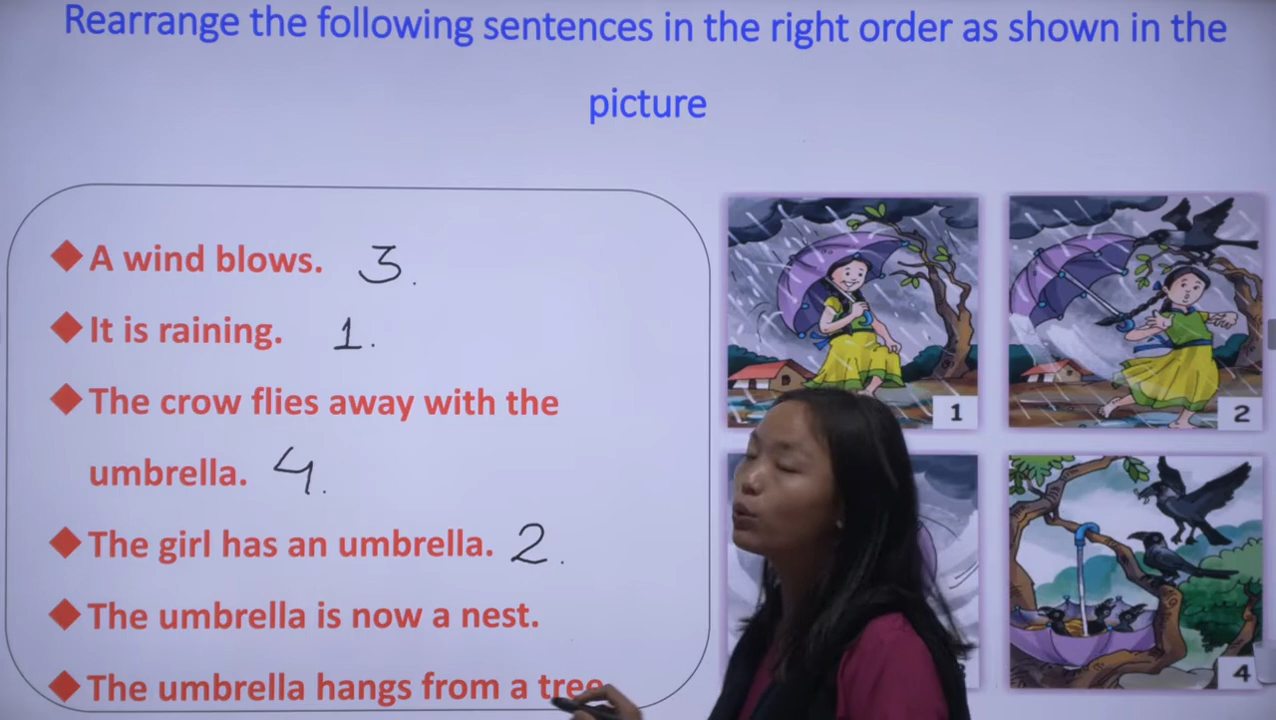 Rearrange the following sentences in the right order as shown in the
picture
A wind blows. 3.
It is raining. 1.
The crow flies away with the
umbrella. 4.
The girl has an umbrella. 2.
The umbrella is now a nest.
The umbrella hangs from a tree
1
2
4